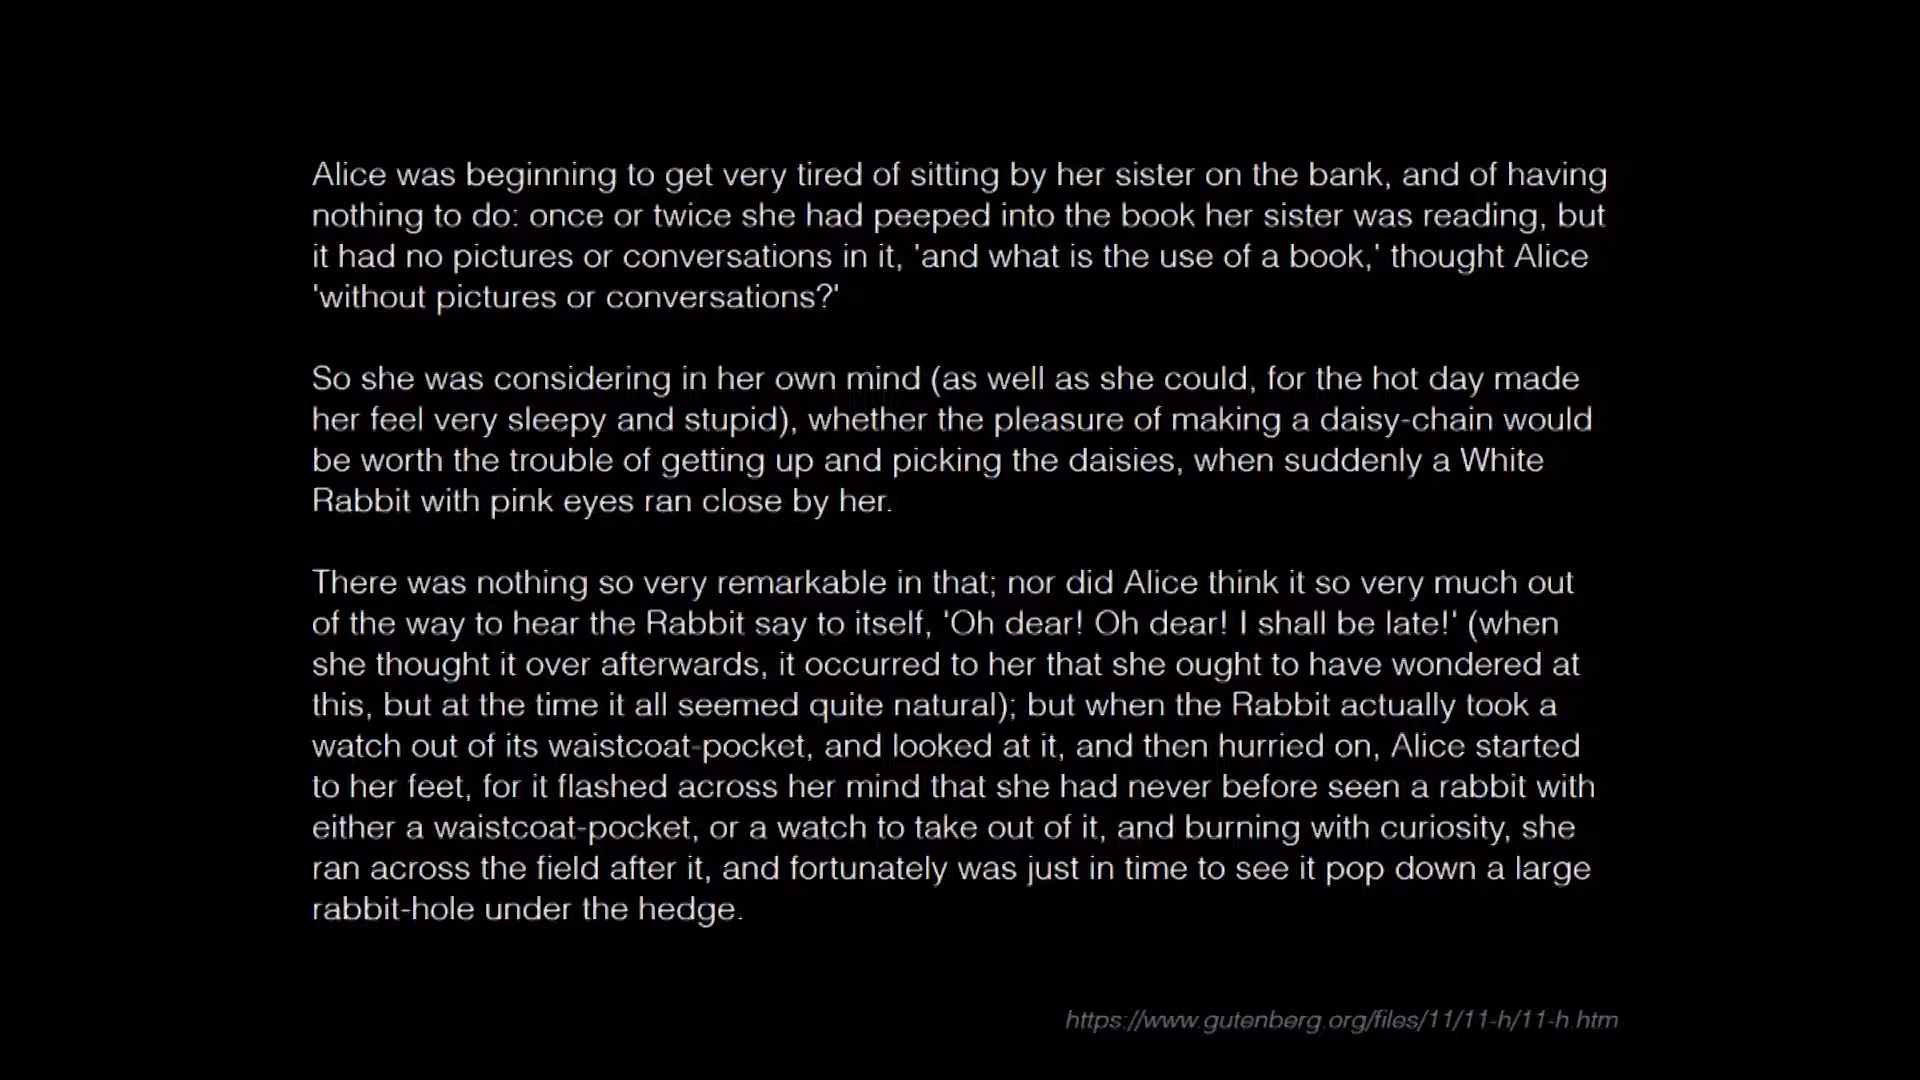 Alice was beginning to get very tired of sitting by her sister on the bank, and of having
nothing to do: once or twice she had peeped into the book her sister was reading, but
it had no pictures or conversations in it, 'and what is the use of a book,' thought Alice
'without pictures or conversations?'
So she was considering in her own mind (as well as she could, for the hot day made
her feel very sleepy and stupid), whether the pleasure of making a daisy-chain would
be worth the trouble of getting up and picking the daisies, when suddenly a White
Rabbit with pink eyes ran close by her.
There was nothing so very remarkable in that; nor did Alice think it so very much out
of the way to hear the Rabbit say to itself, 'Oh dear! Oh dear! I shall be late!' (when
she thought it over afterwards, it occurred to her that she ought to have wondered at
this, but at the time it all seemed quite natural); but when the Rabbit actually took a
watch out of its waistcoat-pocket, and looked at it, and then hurried on, Alice started
to her feet, for it flashed across her mind that she had never before seen a rabbit with
either a waistcoat-pocket, or a watch to take out of it, and burning with curiosity, she
ran across the field after it, and fortunately was just in time to see it pop down a large
rabbit-hole under the hedge.
https://www.gutenberg.org/files/11/11-h/11-h.htm